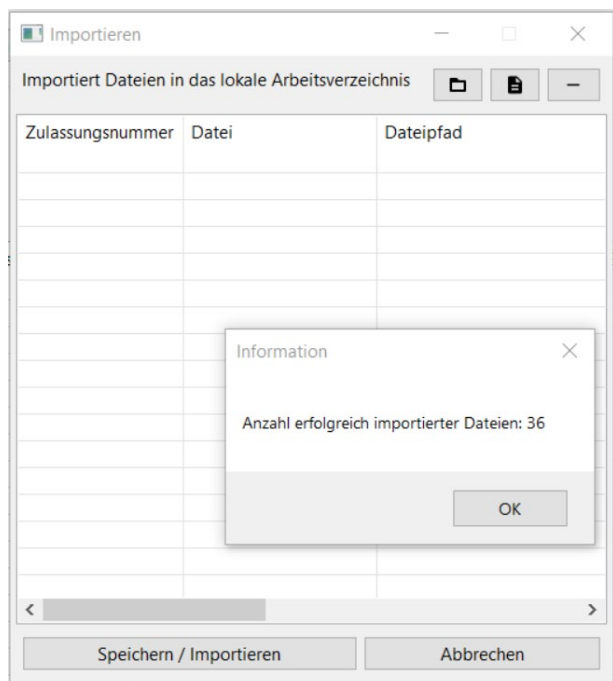 Importieren
Importiert Dateien in das lokale Arbeitsverzeichnis
Zulassungsnummer Datei Dateipfad
Information
Anzahl erfolgreich importierter Dateien: 36
OK
Speichern / Importieren Abbrechen